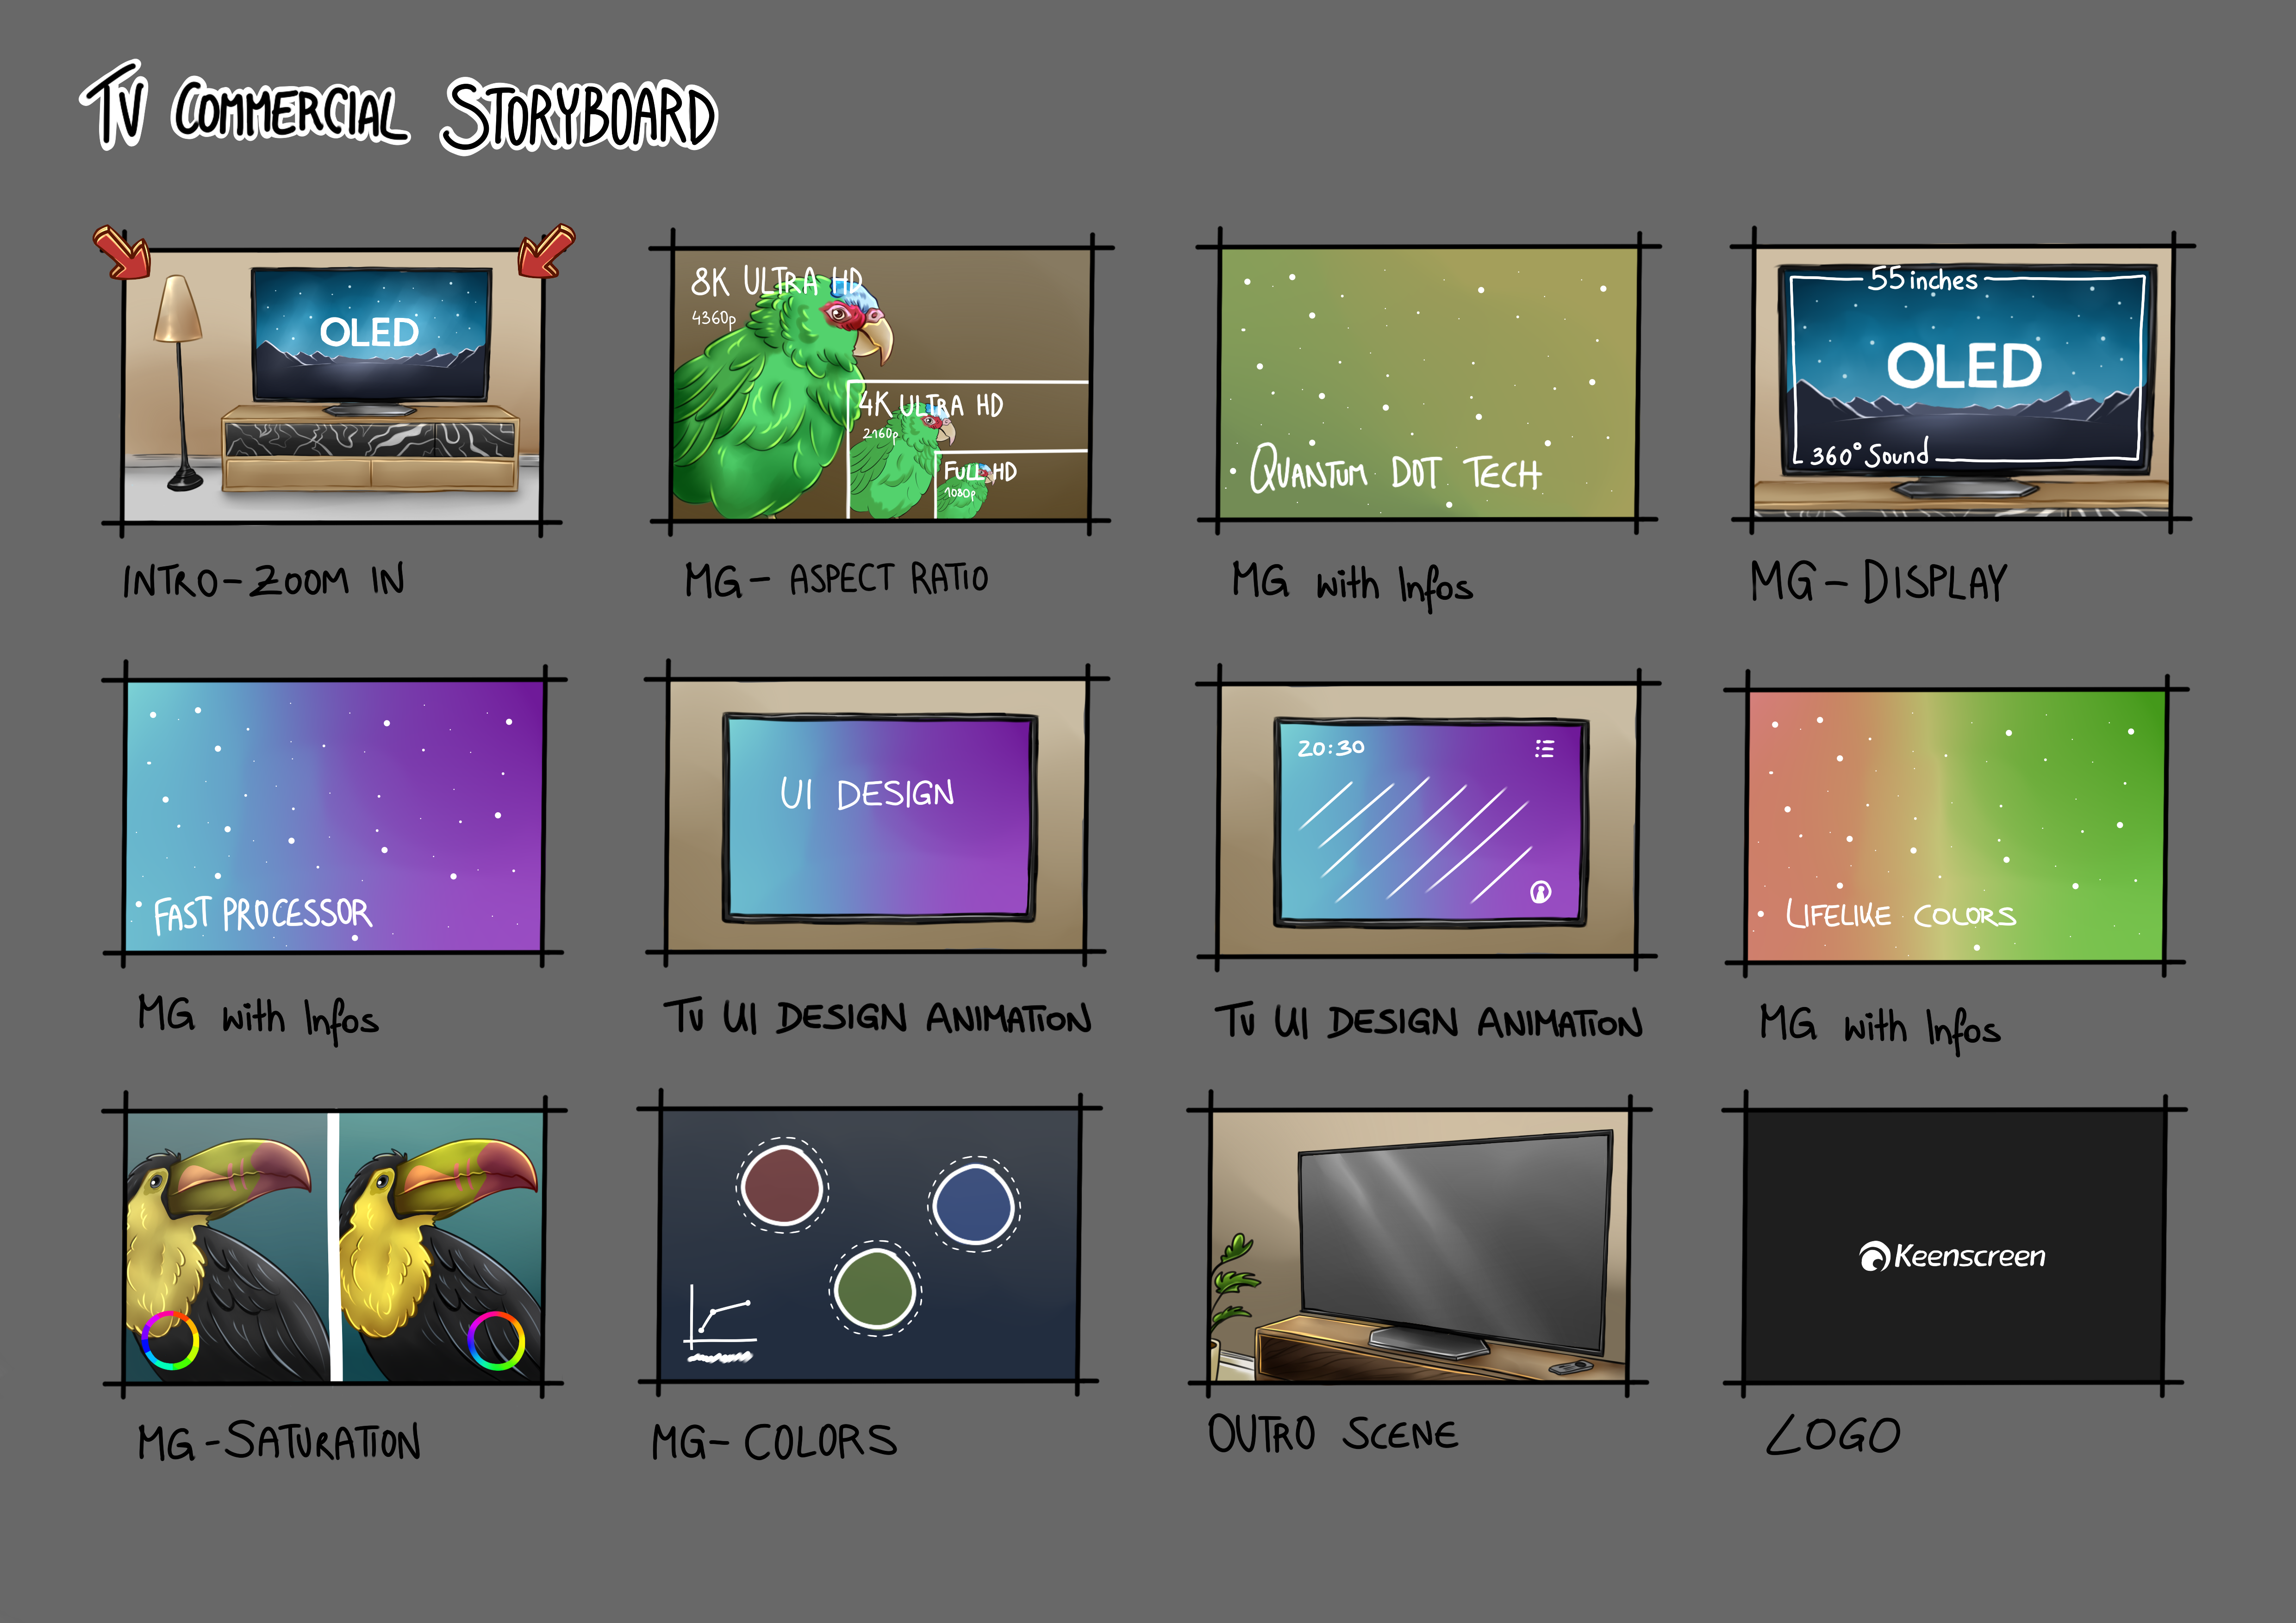 TV COMMERCIAL STORYBOARD
OLED
INTRO-ZOOM IN
8K ULTRA HD
4360p
4K ULTRA HD
2160p
FULL HD
1080p
MG- ASPECT RATIO
QUANTUM DOT TECH
MG with Infos
55 inches
OLED
360° Sound
MG-DISPLAY
FAST PROCESSOR
MG with Infos
UI DESIGN
TV UI DESIGN ANIMATION
20:30
TV UI DESIGN ANIMATION
LIFELIKE COLORS
MG with Infos
MG-SATURATION
MG-COLORS
OUTRO SCENE
Keenscreen
LOGO